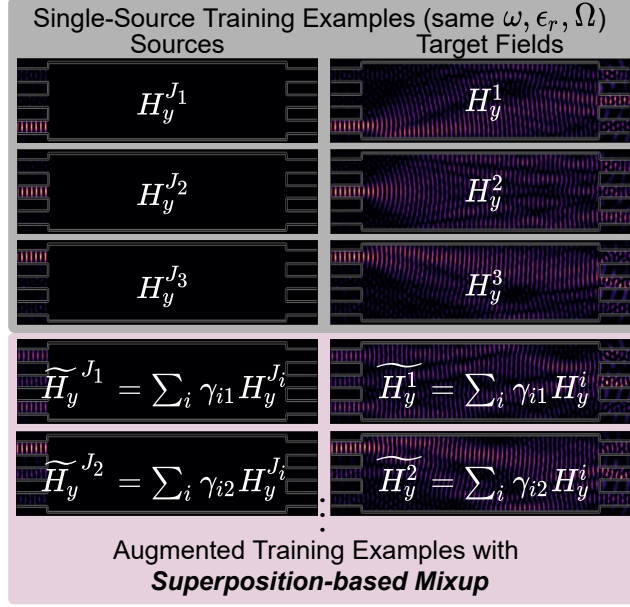 Single-Source Training Examples (same ω, ϵ_r, Ω)
Sources Target Fields
H_y^{J_1} H_y^1
H_y^{J_2} H_y^2
H_y^{J_3} H_y^3
\widetilde{H}_y^{J_1} = ∑_i γ_{i1} H_y^{J_i} \widetilde{H_y^1} = ∑_i γ_{i1} H_y^i
\widetilde{H}_y^{J_2} = ∑_i γ_{i2} H_y^{J_i} \widetilde{H_y^2} = ∑_i γ_{i2} H_y^i
⋮
Augmented Training Examples with
Superposition-based Mixup